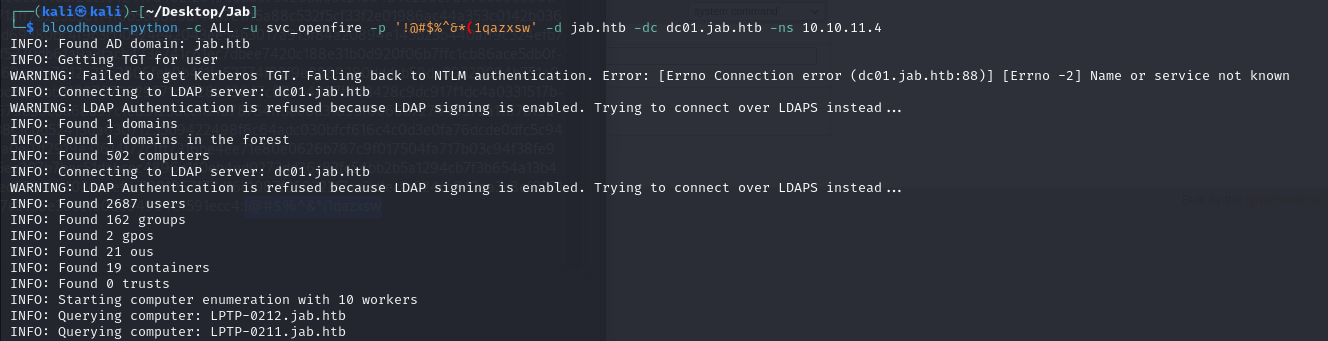 ┌──(kali㉿kali)-[~/Desktop/Jab]
└─$ bloodhound-python -c ALL -u svc_openfire -p '!@#$%^&*(1qazxsw' -d jab.htb -dc dc01.jab.htb -ns 10.10.11.4
INFO: Found AD domain: jab.htb
INFO: Getting TGT for user
WARNING: Failed to get Kerberos TGT. Falling back to NTLM authentication. Error: [Errno Connection error (dc01.jab.htb:88)] [Errno -2] Name or service not known
INFO: Connecting to LDAP server: dc01.jab.htb
WARNING: LDAP Authentication is refused because LDAP signing is enabled. Trying to connect over LDAPS instead...
INFO: Found 1 domains
INFO: Found 1 domains in the forest
INFO: Found 502 computers
INFO: Connecting to LDAP server: dc01.jab.htb
WARNING: LDAP Authentication is refused because LDAP signing is enabled. Trying to connect over LDAPS instead...
INFO: Found 2687 users
INFO: Found 162 groups
INFO: Found 2 gpos
INFO: Found 21 ous
INFO: Found 19 containers
INFO: Found 0 trusts
INFO: Starting computer enumeration with 10 workers
INFO: Querying computer: LPTP-0212.jab.htb
INFO: Querying computer: LPTP-0211.jab.htb